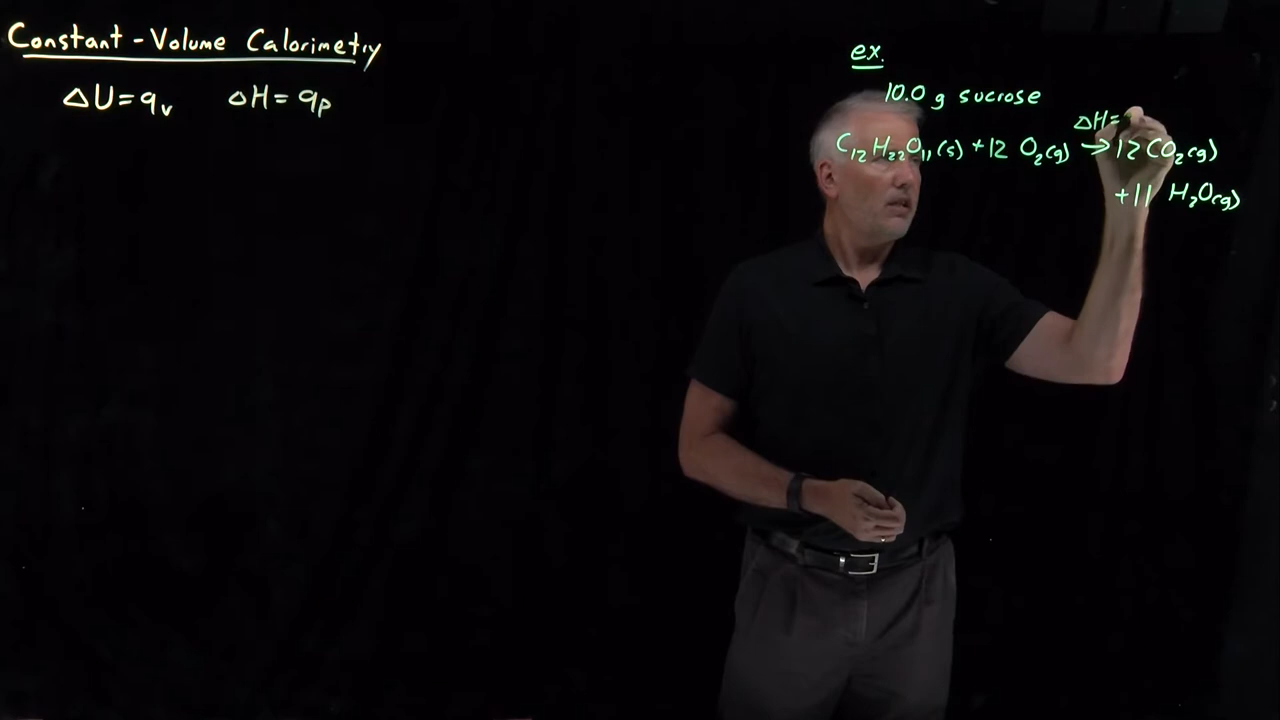 Constant-Volume Calorimetry
ΔU = qᵥ ΔH = qₚ
ex.
10.0 g sucrose
ΔH=
C₁₂H₂₂O₁₁(s) + 12 O₂(g) → 12 CO₂(g)
+11 H₂O(g)